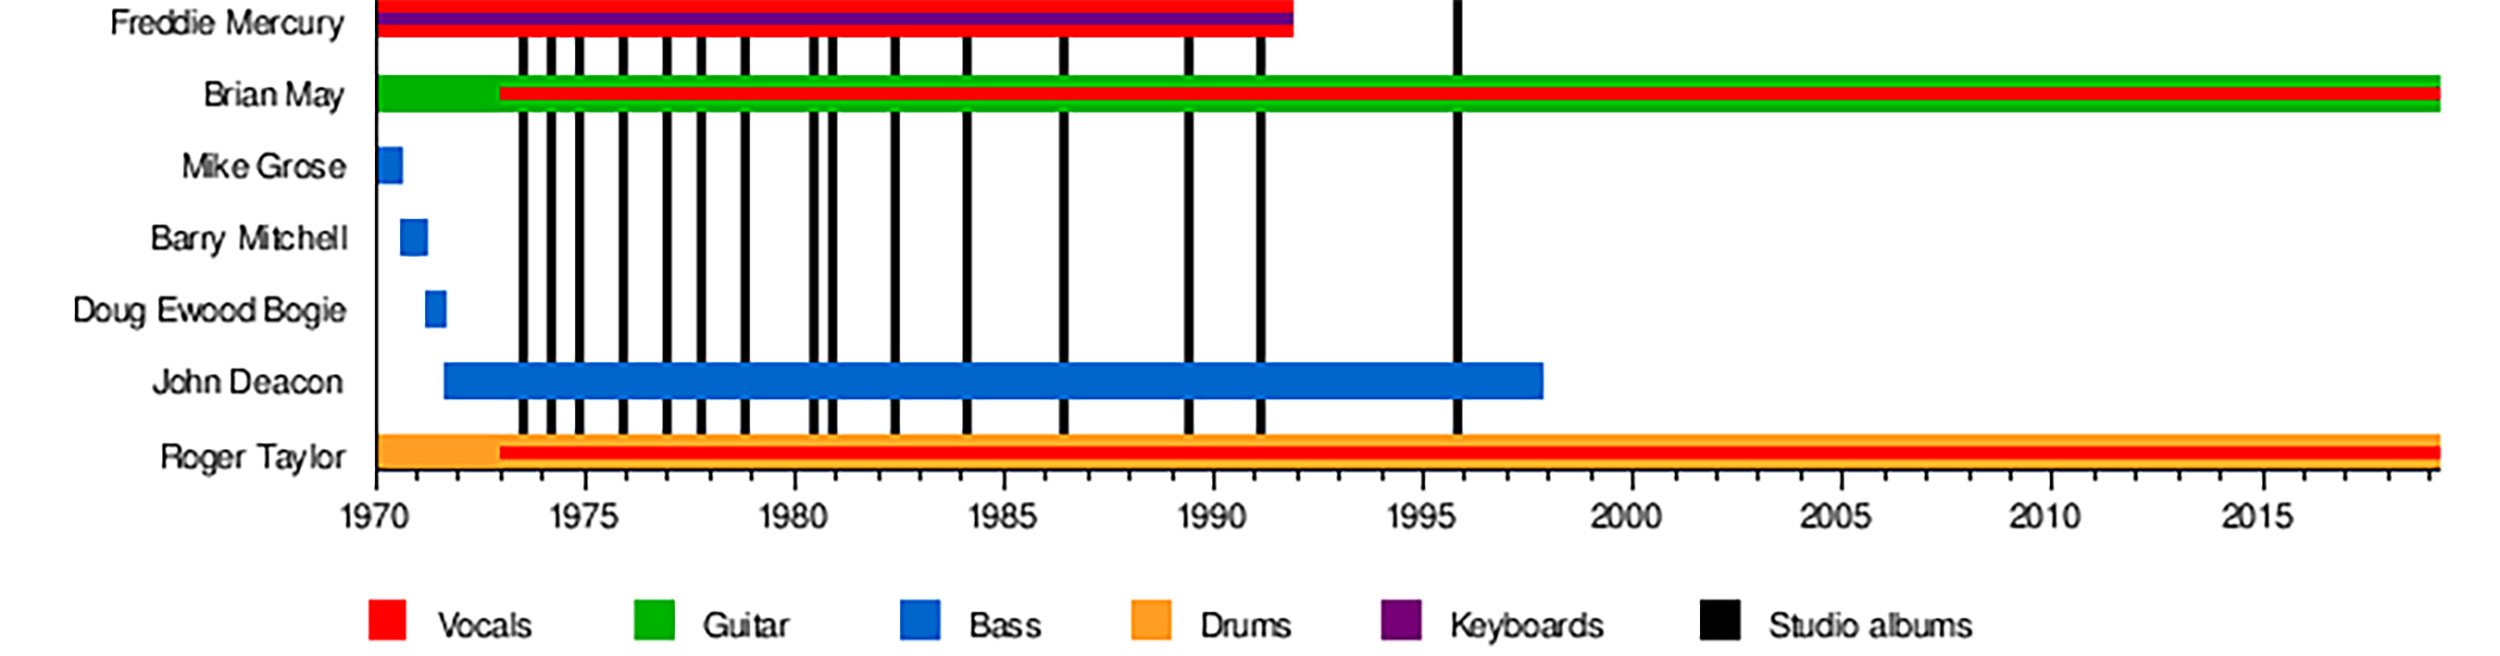 Freddie Mercury
Brian May
Mike Grose
Barry Mitchell
Doug Ewood Bogie
John Deacon
Roger Taylor
1970 1975 1980 1985 1990 1995 2000 2005 2010 2015
Vocals Guitar Bass Drums Keyboards Studio albums